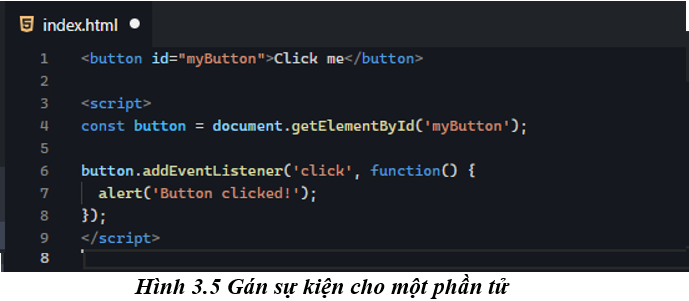 index.html
1 <button id="myButton">Click me</button>
2
3 <script>
4 const button = document.getElementById('myButton');
5
6 button.addEventListener('click', function() {
7 alert('Button clicked!');
8 });
9 </script>
8
Hình 3.5 Gán sự kiện cho một phần tử